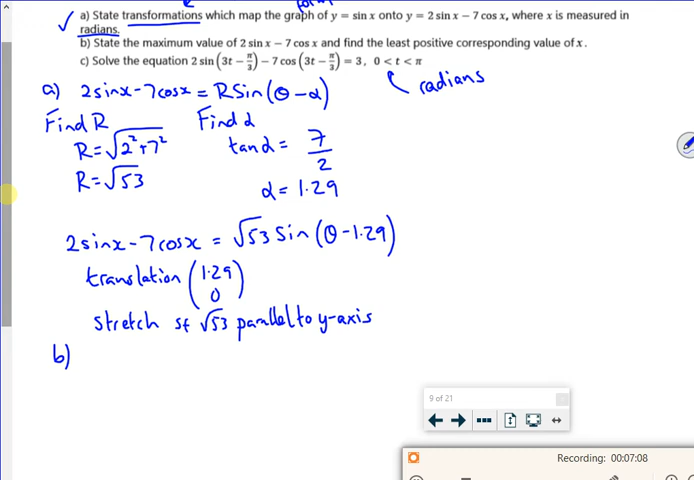 a) State transformations which map the graph of y = sin x onto y = 2 sin x − 7 cos x, where x is measured in
radians.
b) State the maximum value of 2 sin x − 7 cos x and find the least positive corresponding value of x.
c) Solve the equation 2 sin(3t − π/3) − 7 cos(3t − π/3) = 3, 0 < t < π
radians
a) 2sinx-7cosx = RSin(θ-α)
Find R Find α
R=√2²+7² tanα = 7/2
R=√53 α = 1.29
2sinx-7cosx = √53 Sin(θ-1.29)
translation (1.29
0)
Stretch sf √53 parallel to y-axis
b)
9 of 21
Recording: 00:07:08